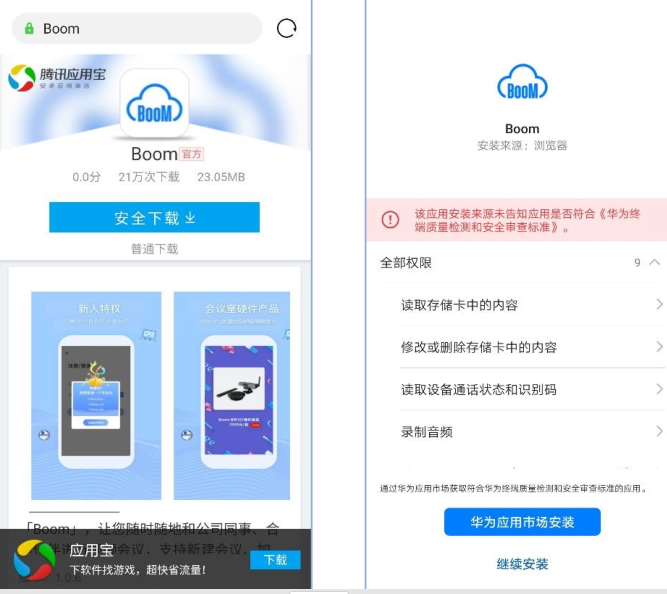 Boom
腾讯应用宝
安卓应用商店
BOOM
Boom 官方
0.0分 21万次下载 23.05MB
安全下载
普通下载
新人特权
会议室硬件产品
「Boom」，让您随时随地和公司同事、合
支持新建会议、加
1.0.6
应用宝
下软件找游戏，超快省流量！
下载
BOOM
Boom
安装来源：浏览器
该应用安装来源未告知应用是否符合《华为终
端质量检测和安全审查标准》。
全部权限 9
读取存储卡中的内容
修改或删除存储卡中的内容
读取设备通话状态和识别码
录制音频
通过华为应用市场获取符合华为终端质量检测和安全审查标准的应用。
华为应用市场安装
继续安装